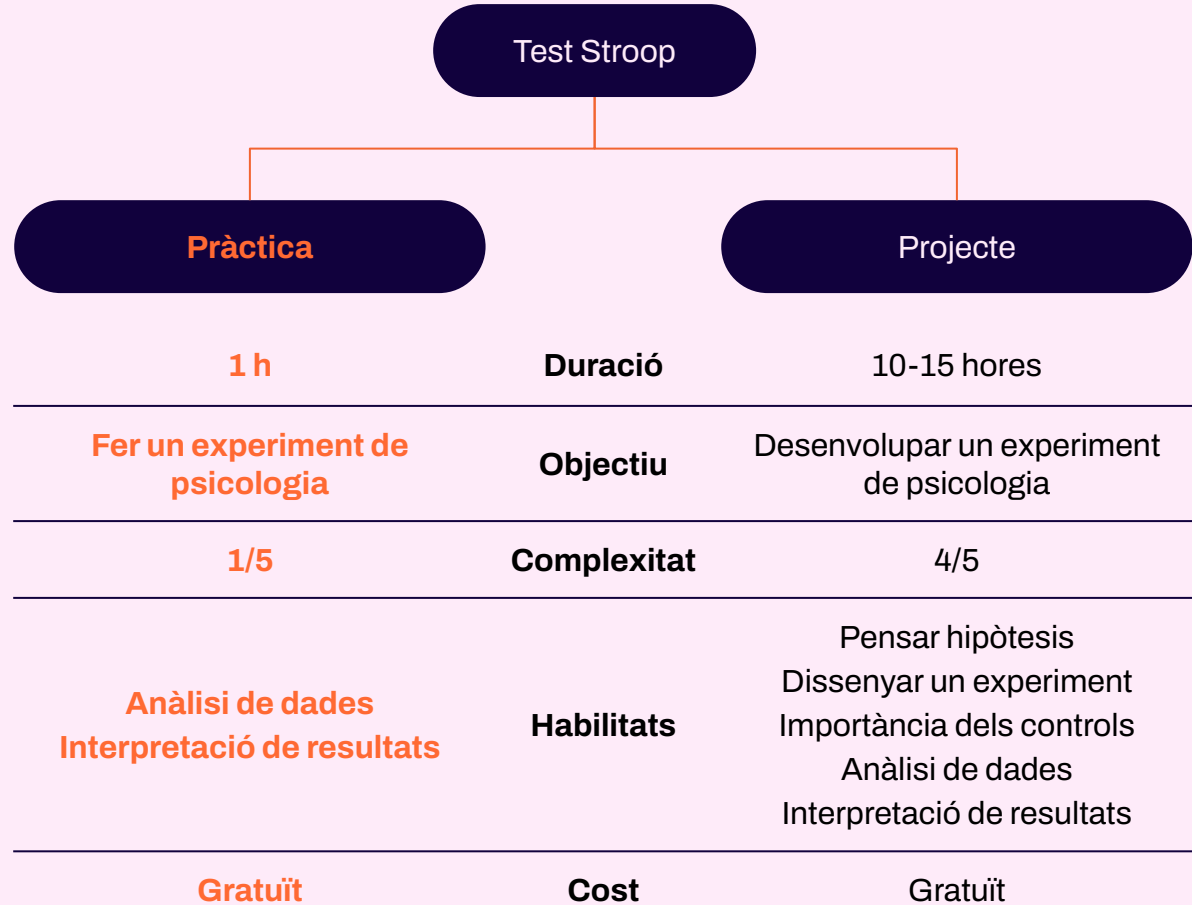 Test Stroop
Pràctica
Projecte
1 h
Duració
10-15 hores
Fer un experiment de
psicologia
Objectiu
Desenvolupar un experiment
de psicologia
1/5
Complexitat
4/5
Anàlisi de dades
Interpretació de resultats
Habilitats
Pensar hipòtesis
Dissenyar un experiment
Importància dels controls
Anàlisi de dades
Interpretació de resultats
Gratuït
Cost
Gratuït